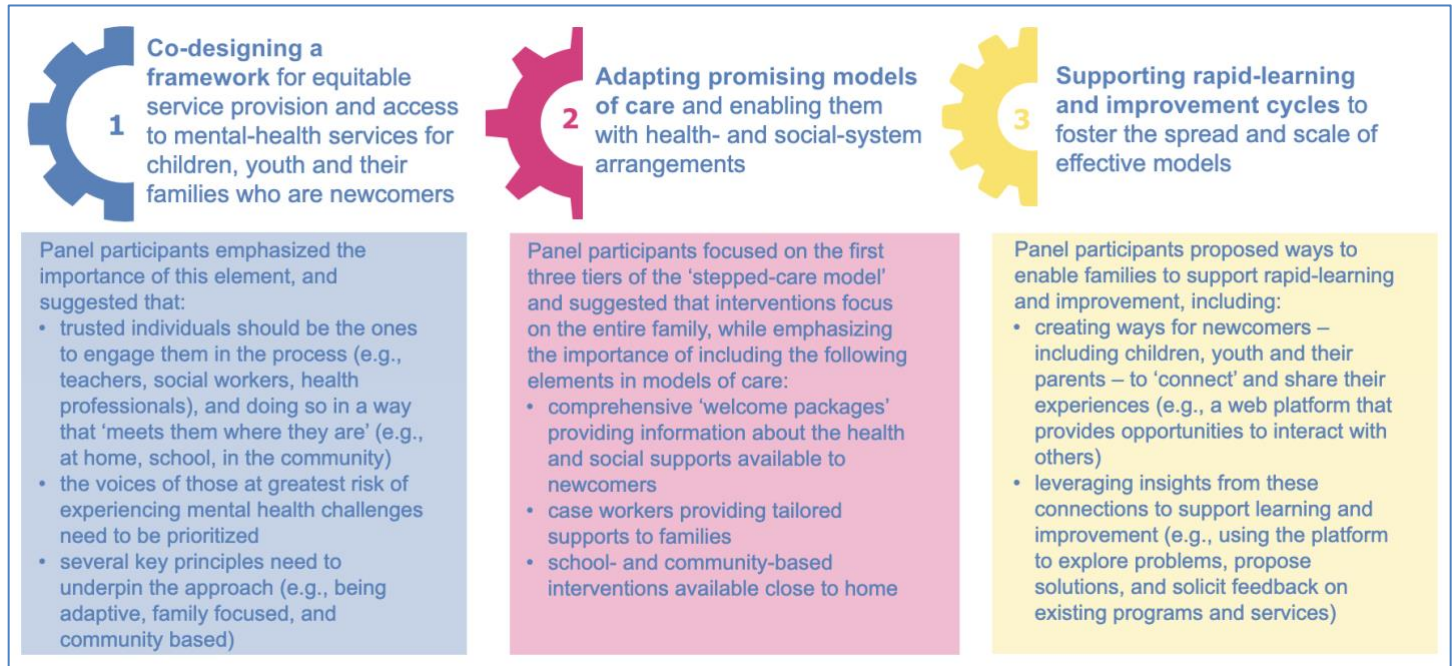 1
Co-designing a
framework for equitable
service provision and access
to mental-health services for
children, youth and their
families who are newcomers
Panel participants emphasized the
importance of this element, and
suggested that:
• trusted individuals should be the ones
to engage them in the process (e.g.,
teachers, social workers, health
professionals), and doing so in a way
that ‘meets them where they are’ (e.g.,
at home, school, in the community)
• the voices of those at greatest risk of
experiencing mental health challenges
need to be prioritized
• several key principles need to
underpin the approach (e.g., being
adaptive, family focused, and
community based)
2
Adapting promising models
of care and enabling them
with health- and social-system
arrangements
Panel participants focused on the first
three tiers of the ‘stepped-care model’
and suggested that interventions focus
on the entire family, while emphasizing
the importance of including the following
elements in models of care:
• comprehensive ‘welcome packages’
providing information about the health
and social supports available to
newcomers
• case workers providing tailored
supports to families
• school- and community-based
interventions available close to home
3
Supporting rapid-learning
and improvement cycles to
foster the spread and scale of
effective models
Panel participants proposed ways to
enable families to support rapid-learning
and improvement, including:
• creating ways for newcomers –
including children, youth and their
parents – to ‘connect’ and share their
experiences (e.g., a web platform that
provides opportunities to interact with
others)
• leveraging insights from these
connections to support learning and
improvement (e.g., using the platform
to explore problems, propose
solutions, and solicit feedback on
existing programs and services)